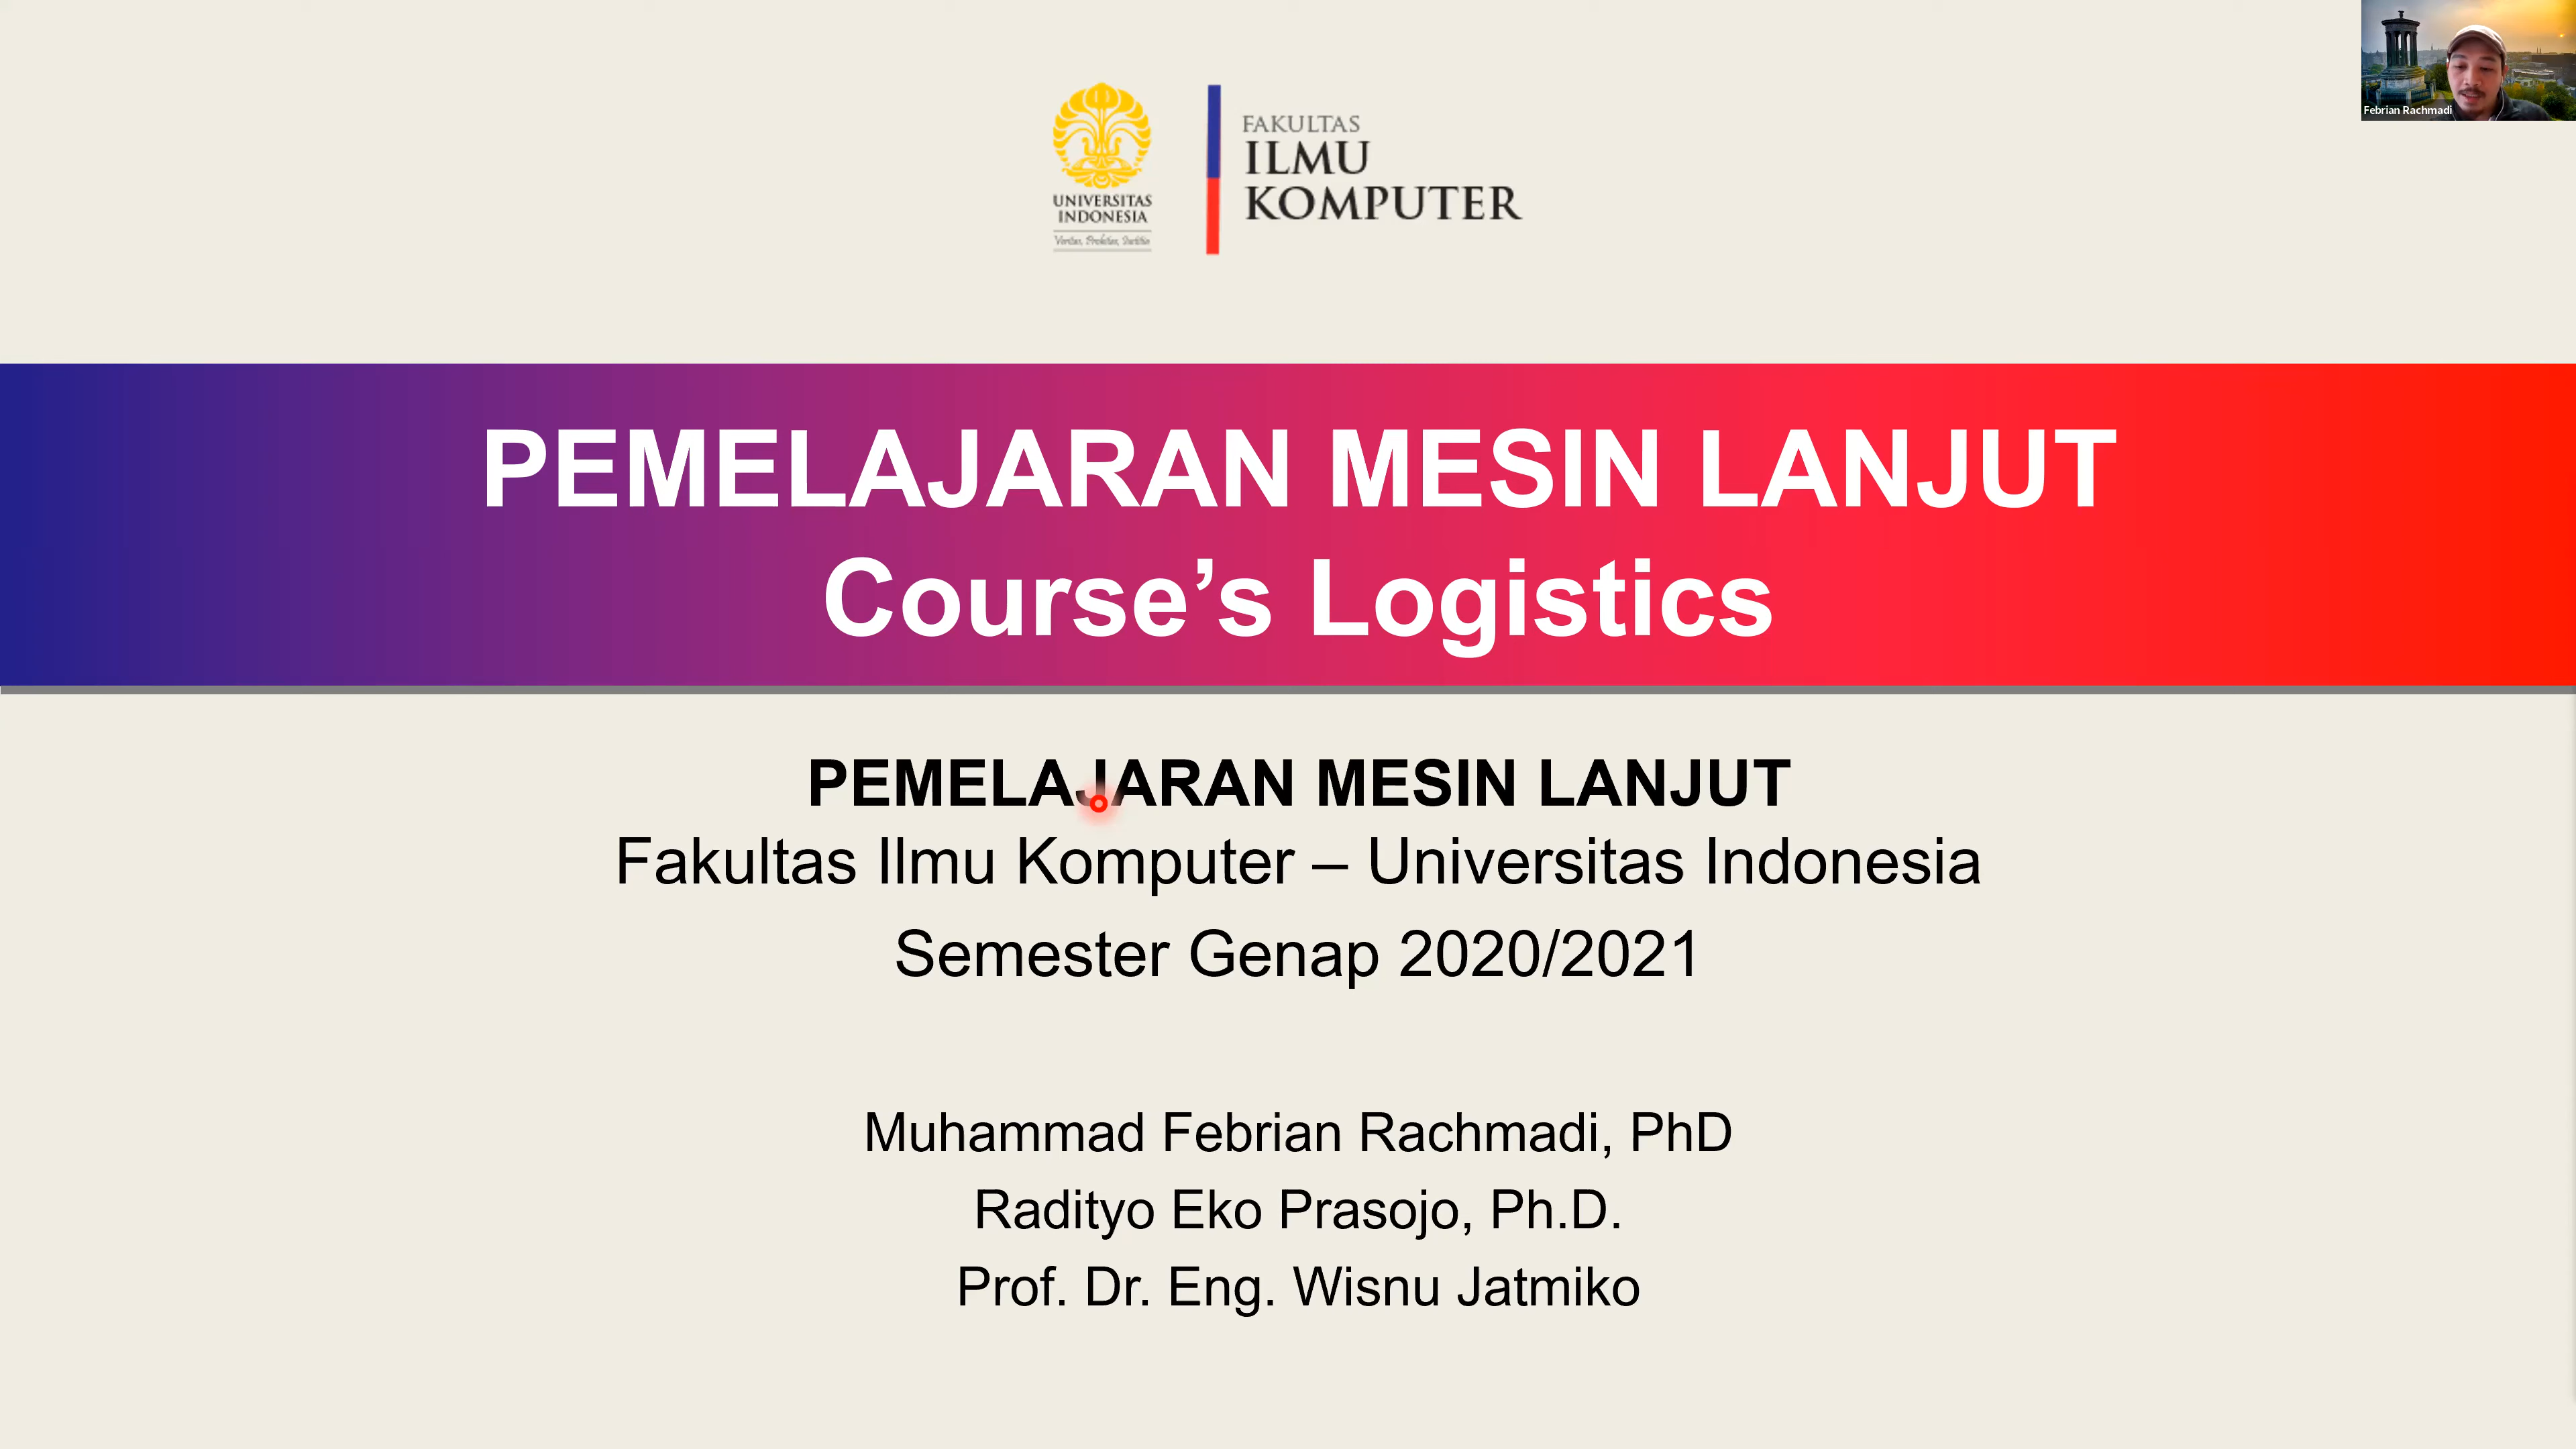 Febrian Rachmadi
UNIVERSITAS
INDONESIA
Veritas, Probitas, Iustitia
FAKULTAS
ILMU
KOMPUTER
PEMELAJARAN MESIN LANJUT
Course’s Logistics
PEMELAJARAN MESIN LANJUT
Fakultas Ilmu Komputer – Universitas Indonesia
Semester Genap 2020/2021
Muhammad Febrian Rachmadi, PhD
Radityo Eko Prasojo, Ph.D.
Prof. Dr. Eng. Wisnu Jatmiko